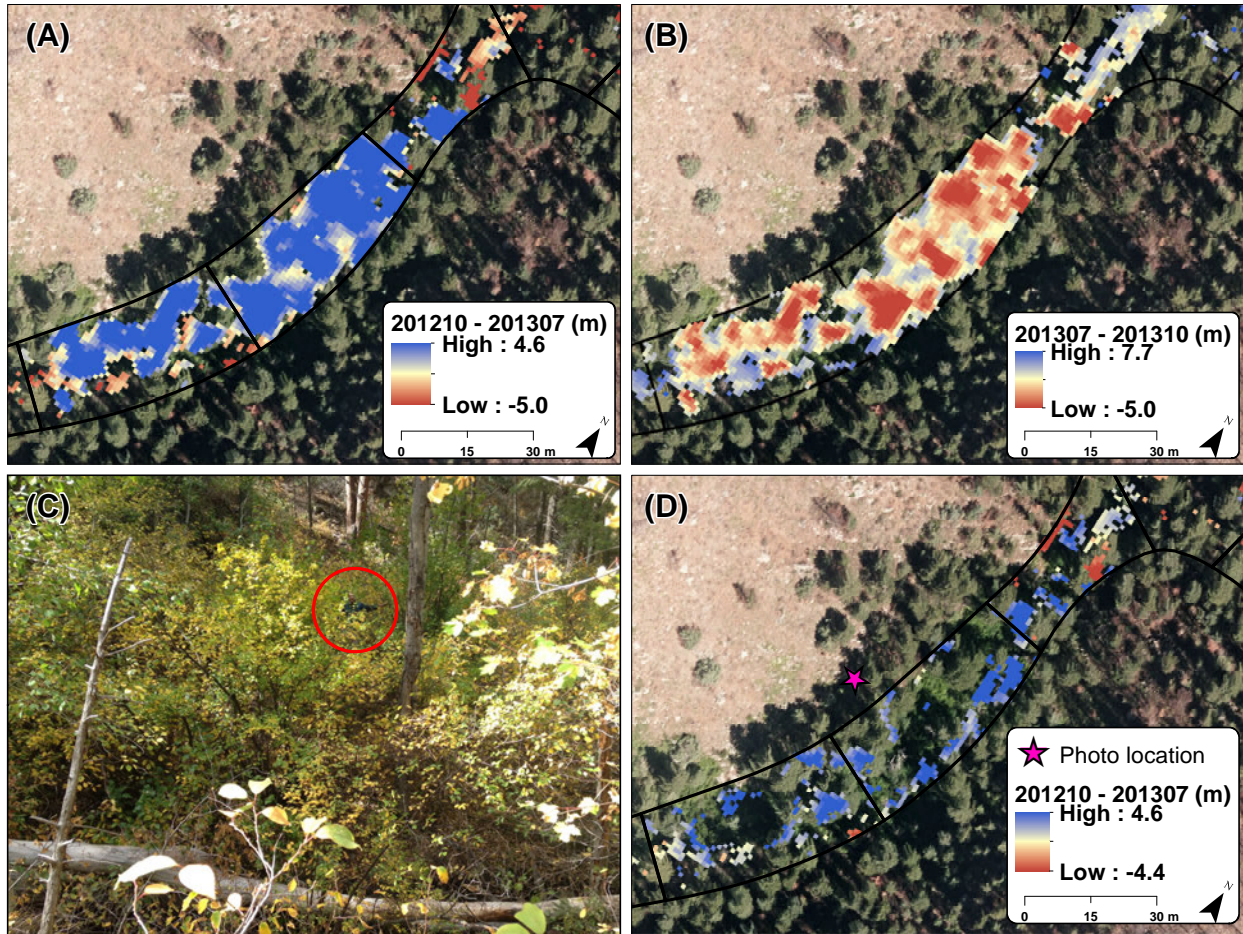 (A)
201210 - 201307 (m)
High : 4.6
Low : -5.0
0 15 30 m
N
(B)
201307 - 201310 (m)
High : 7.7
Low : -5.0
0 15 30 m
N
(C)
(D)
Photo location
201210 - 201307 (m)
High : 4.6
Low : -4.4
0 15 30 m
N